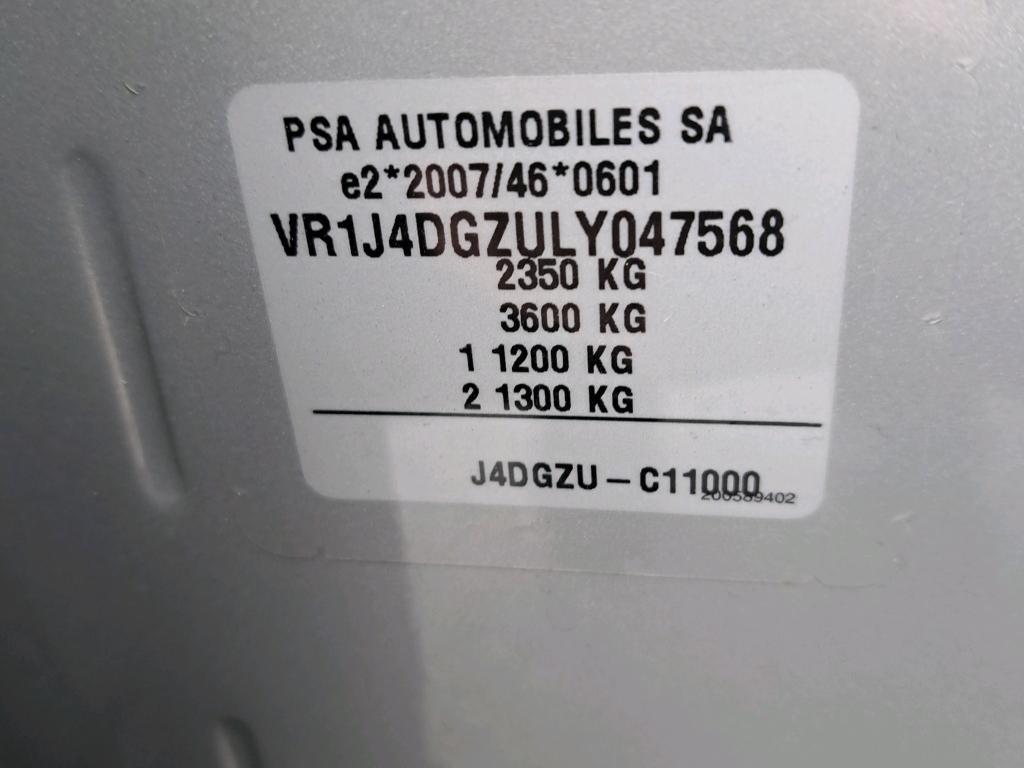 PSA AUTOMOBILES SA
e2*2007/46*0601
VR1J4DGZULY047568
2350 KG
3600 KG
1 1200 KG
2 1300 KG
J4DGZU – C11000
200589402